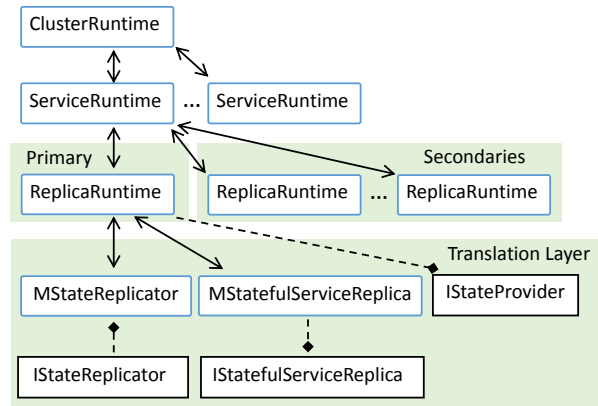 ClusterRuntime
ServiceRuntime ... ServiceRuntime
Primary
Secondaries
ReplicaRuntime
ReplicaRuntime ... ReplicaRuntime
Translation Layer
MStateReplicator
MStatefulServiceReplica
IStateProvider
IStateReplicator
IStatefulServiceReplica